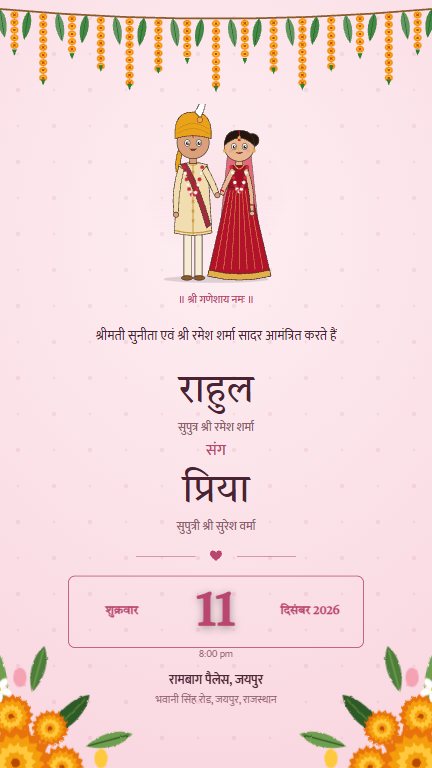 ॥ श्री गणेशाय नमः ॥
श्रीमती सुनीता एवं श्री रमेश शर्मा सादर आमंत्रित करते हैं
राहुल
सुपुत्र श्री रमेश शर्मा
संग
प्रिया
सुपुत्री श्री सुरेश वर्मा
शुक्रवार 11 दिसंबर 2026
8:00 pm
रामबाग पैलेस, जयपुर
भवानी सिंह रोड, जयपुर, राजस्थान